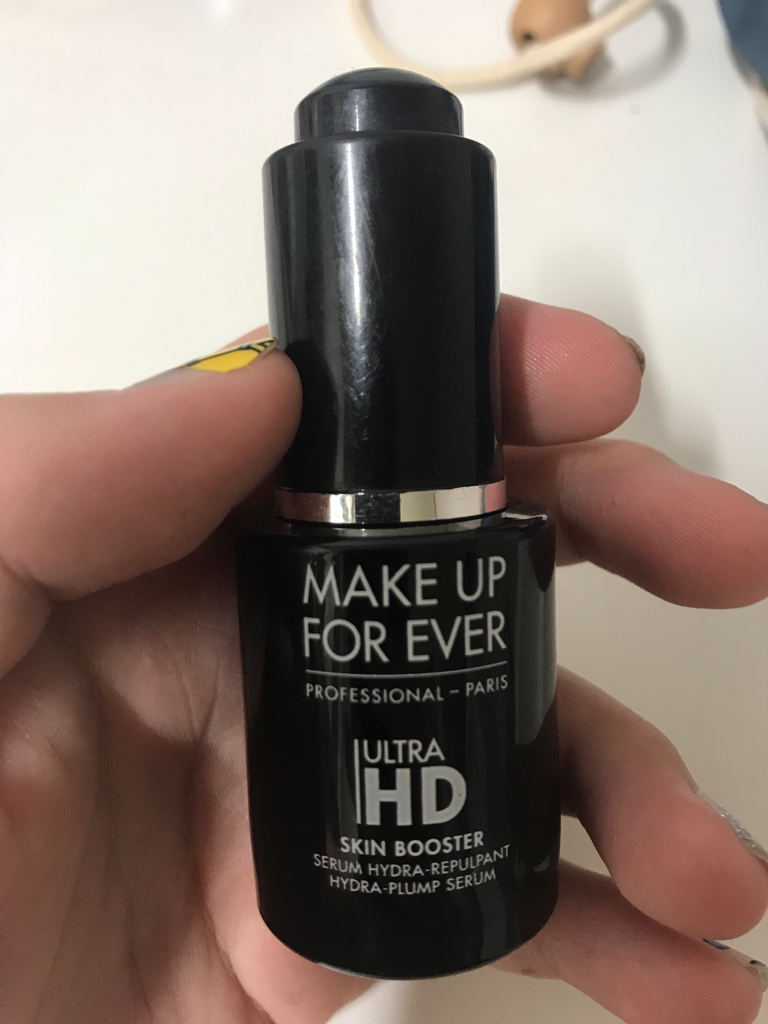 MAKE UP
FOR EVER
PROFESSIONAL – PARIS
ULTRA
HD
SKIN BOOSTER
SERUM HYDRA-REPULPANT
HYDRA-PLUMP SERUM